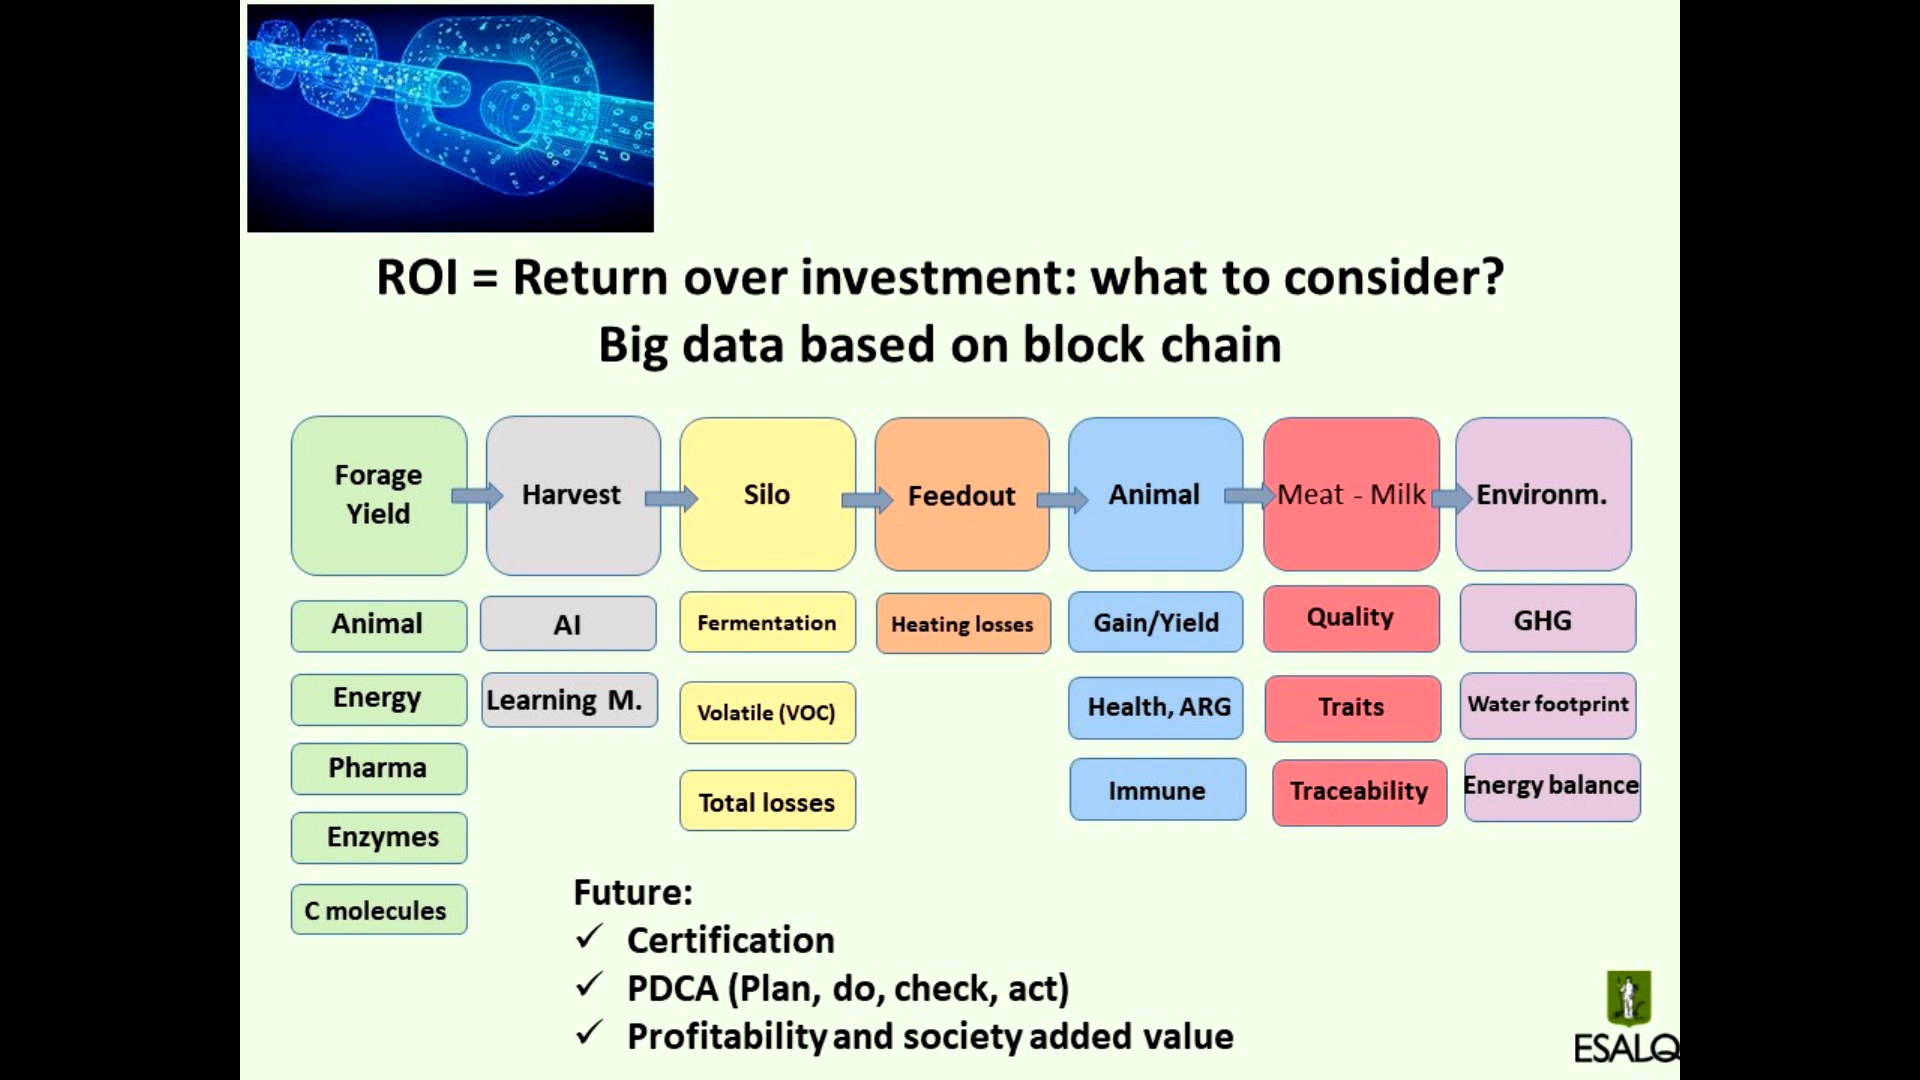 ROI = Return over investment: what to consider?
Big data based on block chain
Forage
Yield
Harvest
Silo
Feedout
Animal
Meat - Milk
Environm.
Animal
Energy
Pharma
Enzymes
C molecules
AI
Learning M.
Fermentation
Volatile (VOC)
Total losses
Heating losses
Gain/Yield
Health, ARG
Immune
Quality
Traits
Traceability
GHG
Water footprint
Energy balance
Future:
✓ Certification
✓ PDCA (Plan, do, check, act)
✓ Profitability and society added value
ESALQ